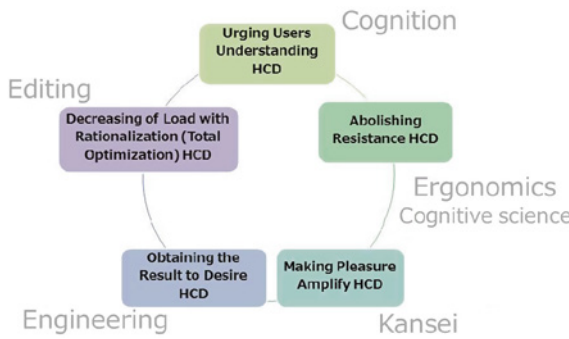 Cognition
Urging Users
Understanding
HCD
Editing
Decreasing of Load with
Rationalization (Total
Optimization) HCD
Abolishing
Resistance HCD
Ergonomics
Cognitive science
Obtaining the
Result to Desire
HCD
Making Pleasure
Amplify HCD
Engineering
Kansei